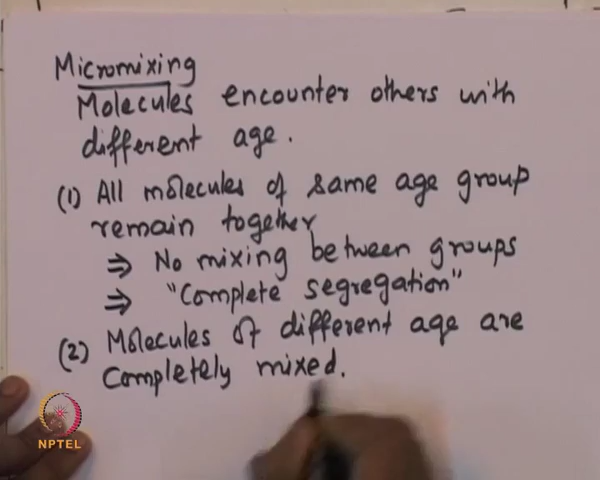 Micromixing
Molecules encounter others with
different age.
(1) All molecules of same age group
remain together
⇒ No mixing between groups
⇒ "Complete segregation"
(2) Molecules of different age are
Completely mixed.
NPTEL